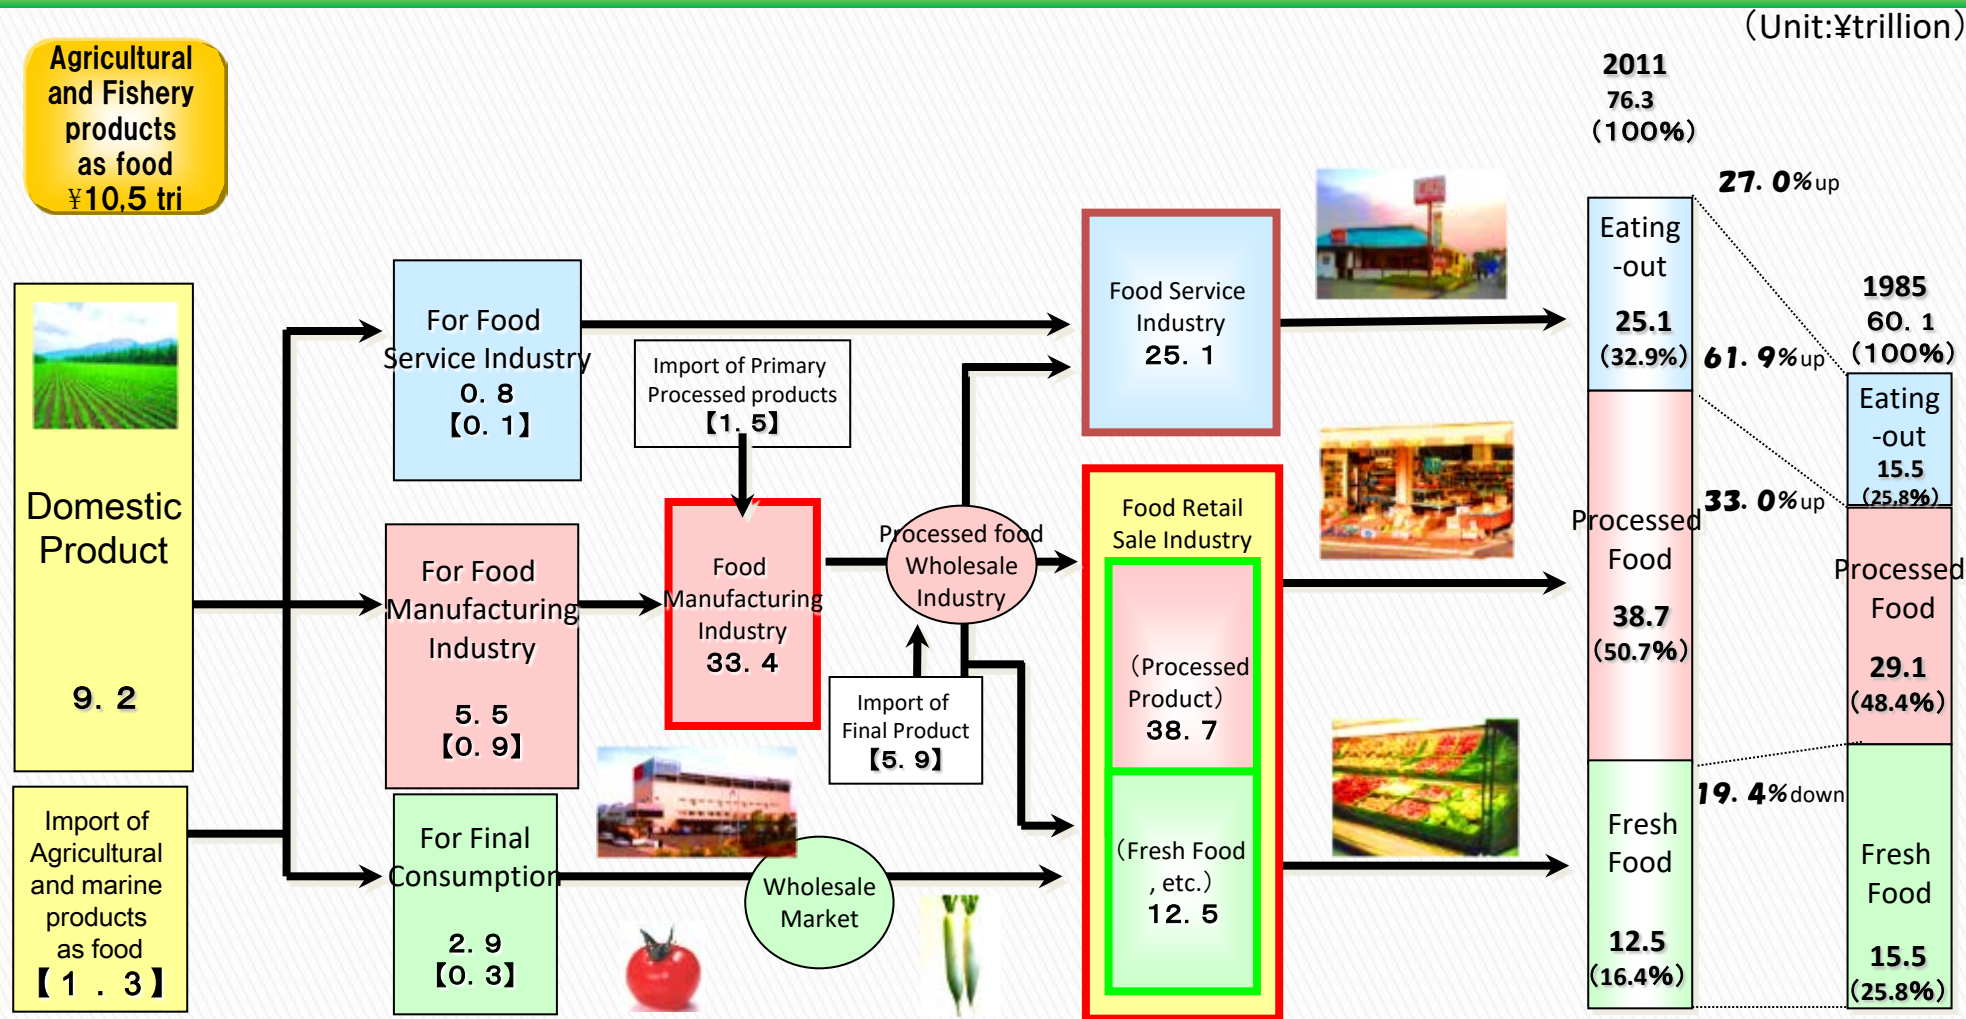 （Unit:¥trillion）
Agricultural
and Fishery
products
as food
¥10,5 tri
Domestic
Product
9. 2
Import of
Agricultural
and marine
products
as food
【１．３】
For Food
Service Industry
0. 8
【0. 1】
For Food
Manufacturing
Industry
5. 5
【0. 9】
For Final
Consumption
2. 9
【0. 3】
Import of Primary
Processed products
【1. 5】
Food
Manufacturing
Industry
33. 4
Processed food
Wholesale
Industry
Import of
Final Product
【5. 9】
Wholesale
Market
Food Service
Industry
25. 1
Food Retail
Sale Industry
（Processed
Product）
38. 7
（Fresh Food
, etc.）
12. 5
2011
76.3
（100%）
Eating
-out
25.1
（32.9%）
Processed
Food
38.7
（50.7%）
Fresh
Food
12.5
（16.4%）
27. 0%up
61. 9%up
33. 0%up
19. 4%down
1985
60. 1
（100%）
Eating
-out
15.5
（25.8%）
Processed
Food
29.1
（48.4%）
Fresh
Food
15.5
（25.8%）